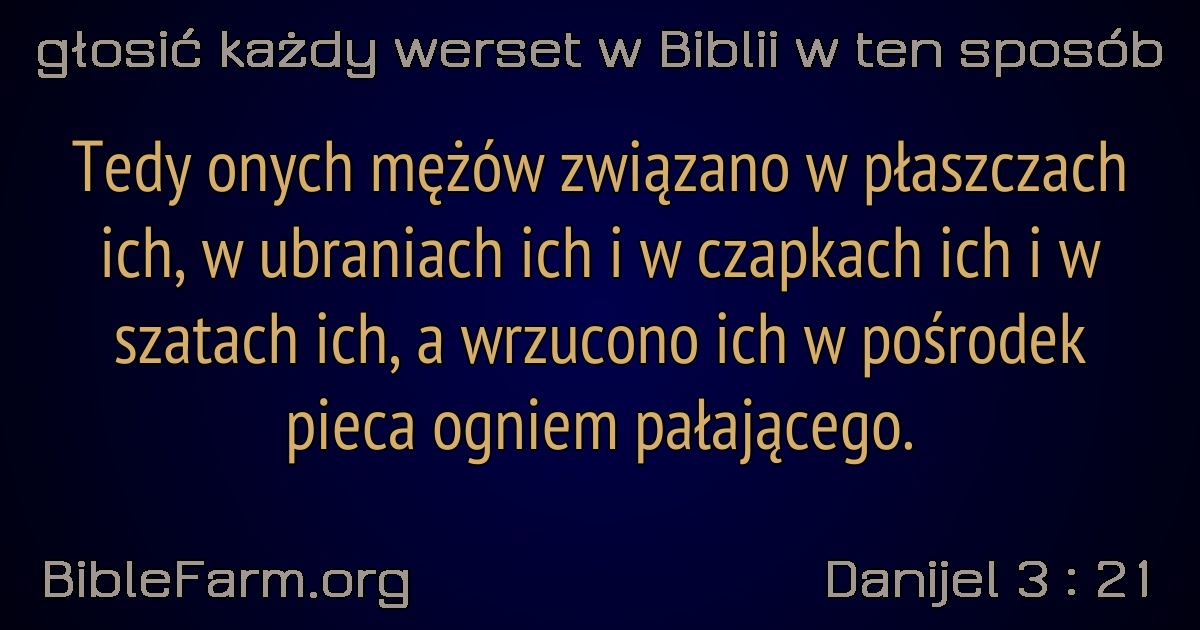 głosić każdy werset w Biblii w ten sposób
Tedy onych mężów związano w płaszczach
ich, w ubraniach ich i w czapkach ich i w
szatach ich, a wrzucono ich w pośrodek
pieca ogniem pałającego.
BibleFarm.org
Danijel 3 : 21